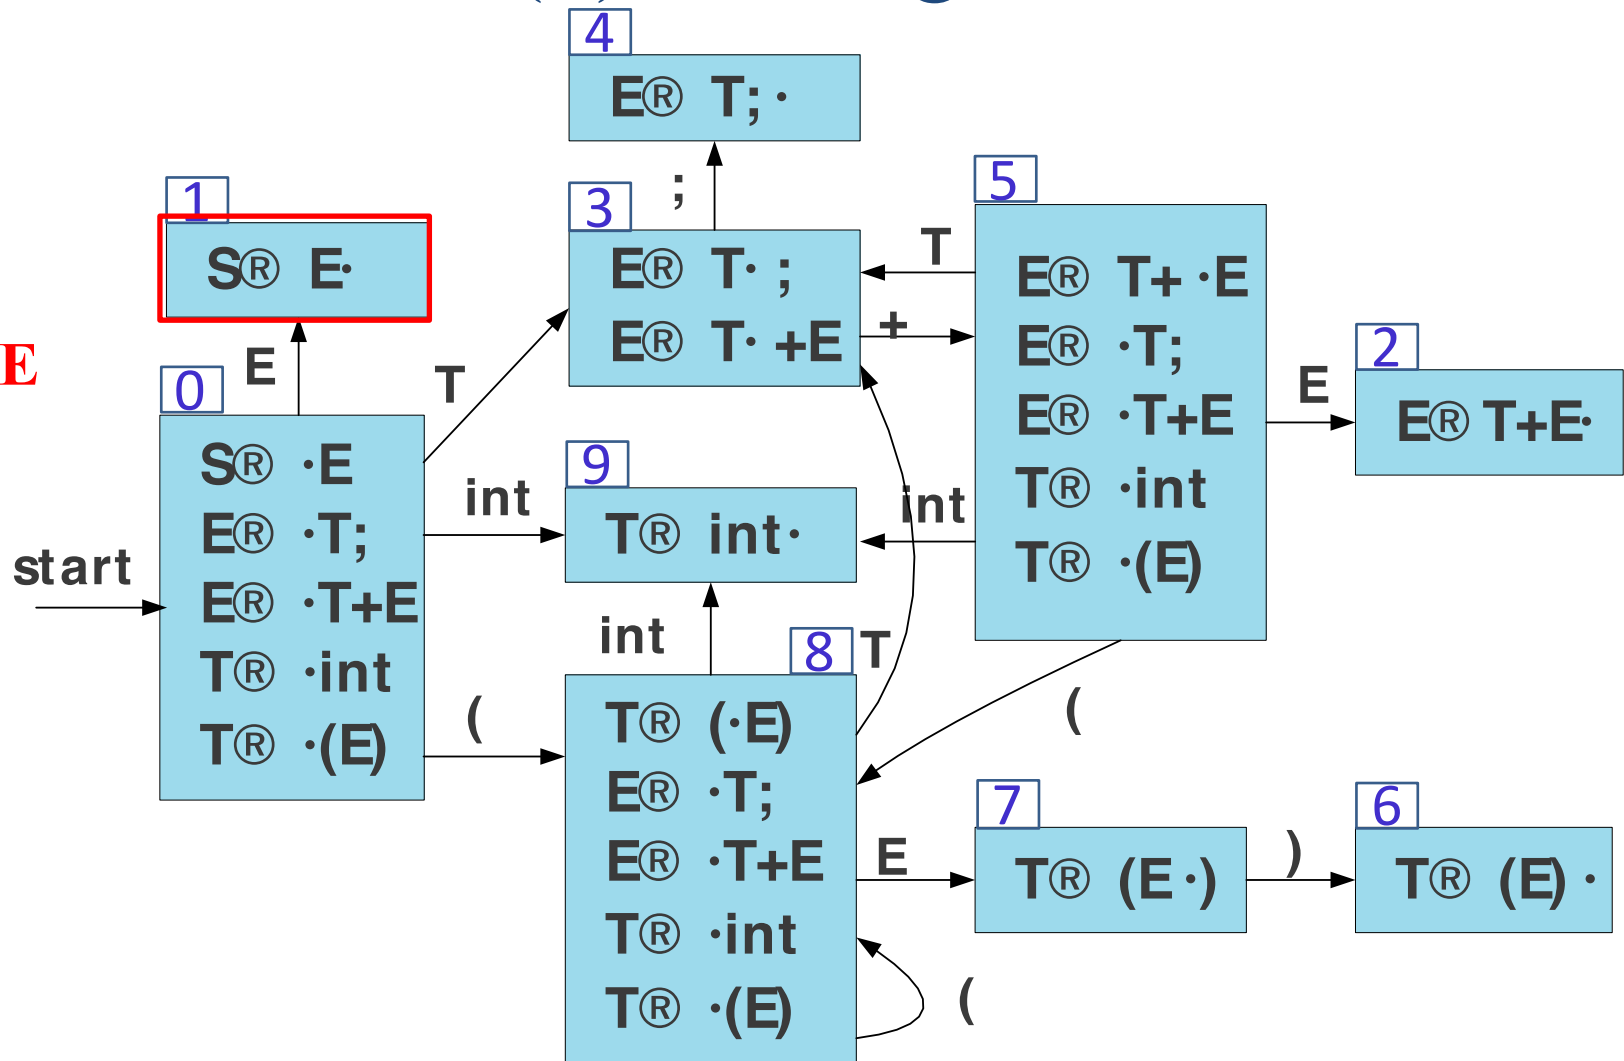 4
E® T; ·
;
1
S® E·
3
E® T· ;
E® T· +E
T
+
5
E® T+ ·E
E® ·T;
E® ·T+E
T® ·int
T® ·(E)
E
2
E® T+E·
E
E
T
0
S® ·E
E® ·T;
E® ·T+E
T® ·int
T® ·(E)
start
int
9
T® int·
int
int
(
8
T
T® (·E)
E® ·T;
E® ·T+E
T® ·int
T® ·(E)
(
(
E
7
T® (E ·)
)
6
T® (E) ·